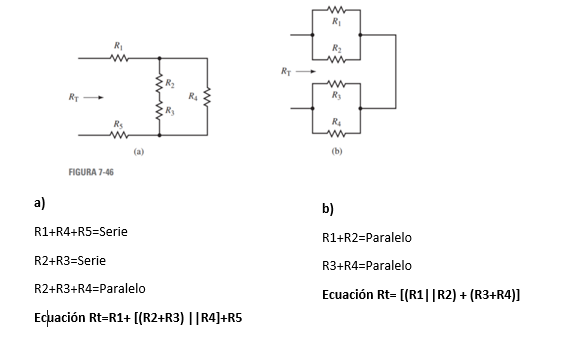 R1
R2
R3
R4
R5
RT
(a)
FIGURA 7-46
R1
R2
R3
R4
RT
(b)
a)
R1+R4+R5=Serie
R2+R3=Serie
R2+R3+R4=Paralelo
Ecuación Rt=R1+ [(R2+R3) ||R4]+R5
b)
R1+R2=Paralelo
R3+R4=Paralelo
Ecuación Rt= [(R1||R2) + (R3+R4)]